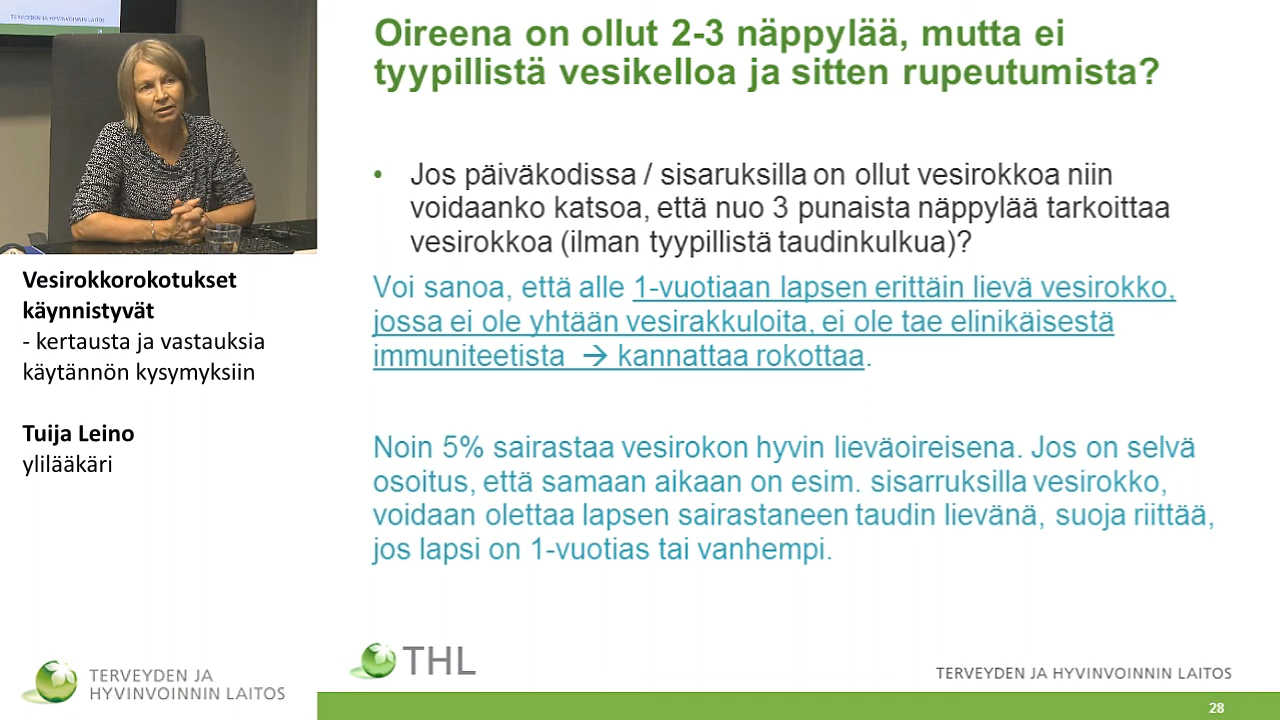 TERVEYDEN JA HYVINVOINNIN LAITOS
Vesirokkorokotukset
käynnistyvät
- kertausta ja vastauksia
käytännön kysymyksiin
Tuija Leino
ylilääkäri
TERVEYDEN JA
HYVINVOINNIN LAITOS
Oireena on ollut 2-3 näppylää, mutta ei
tyypillistä vesikelloa ja sitten rupeutumista?
• Jos päiväkodissa / sisaruksilla on ollut vesirokkoa niin
voidaanko katsoa, että nuo 3 punaista näppylää tarkoittaa
vesirokkoa (ilman tyypillistä taudinkulkua)?
Voi sanoa, että alle 1-vuotiaan lapsen erittäin lievä vesirokko,
jossa ei ole yhtään vesirakkuloita, ei ole tae elinikäisestä
immuniteetista → kannattaa rokottaa.
Noin 5% sairastaa vesirokon hyvin lieväoireisena. Jos on selvä
osoitus, että samaan aikaan on esim. sisarruksilla vesirokko,
voidaan olettaa lapsen sairastaneen taudin lievänä, suoja riittää,
jos lapsi on 1-vuotias tai vanhempi.
THL
TERVEYDEN JA HYVINVOINNIN LAITOS
28